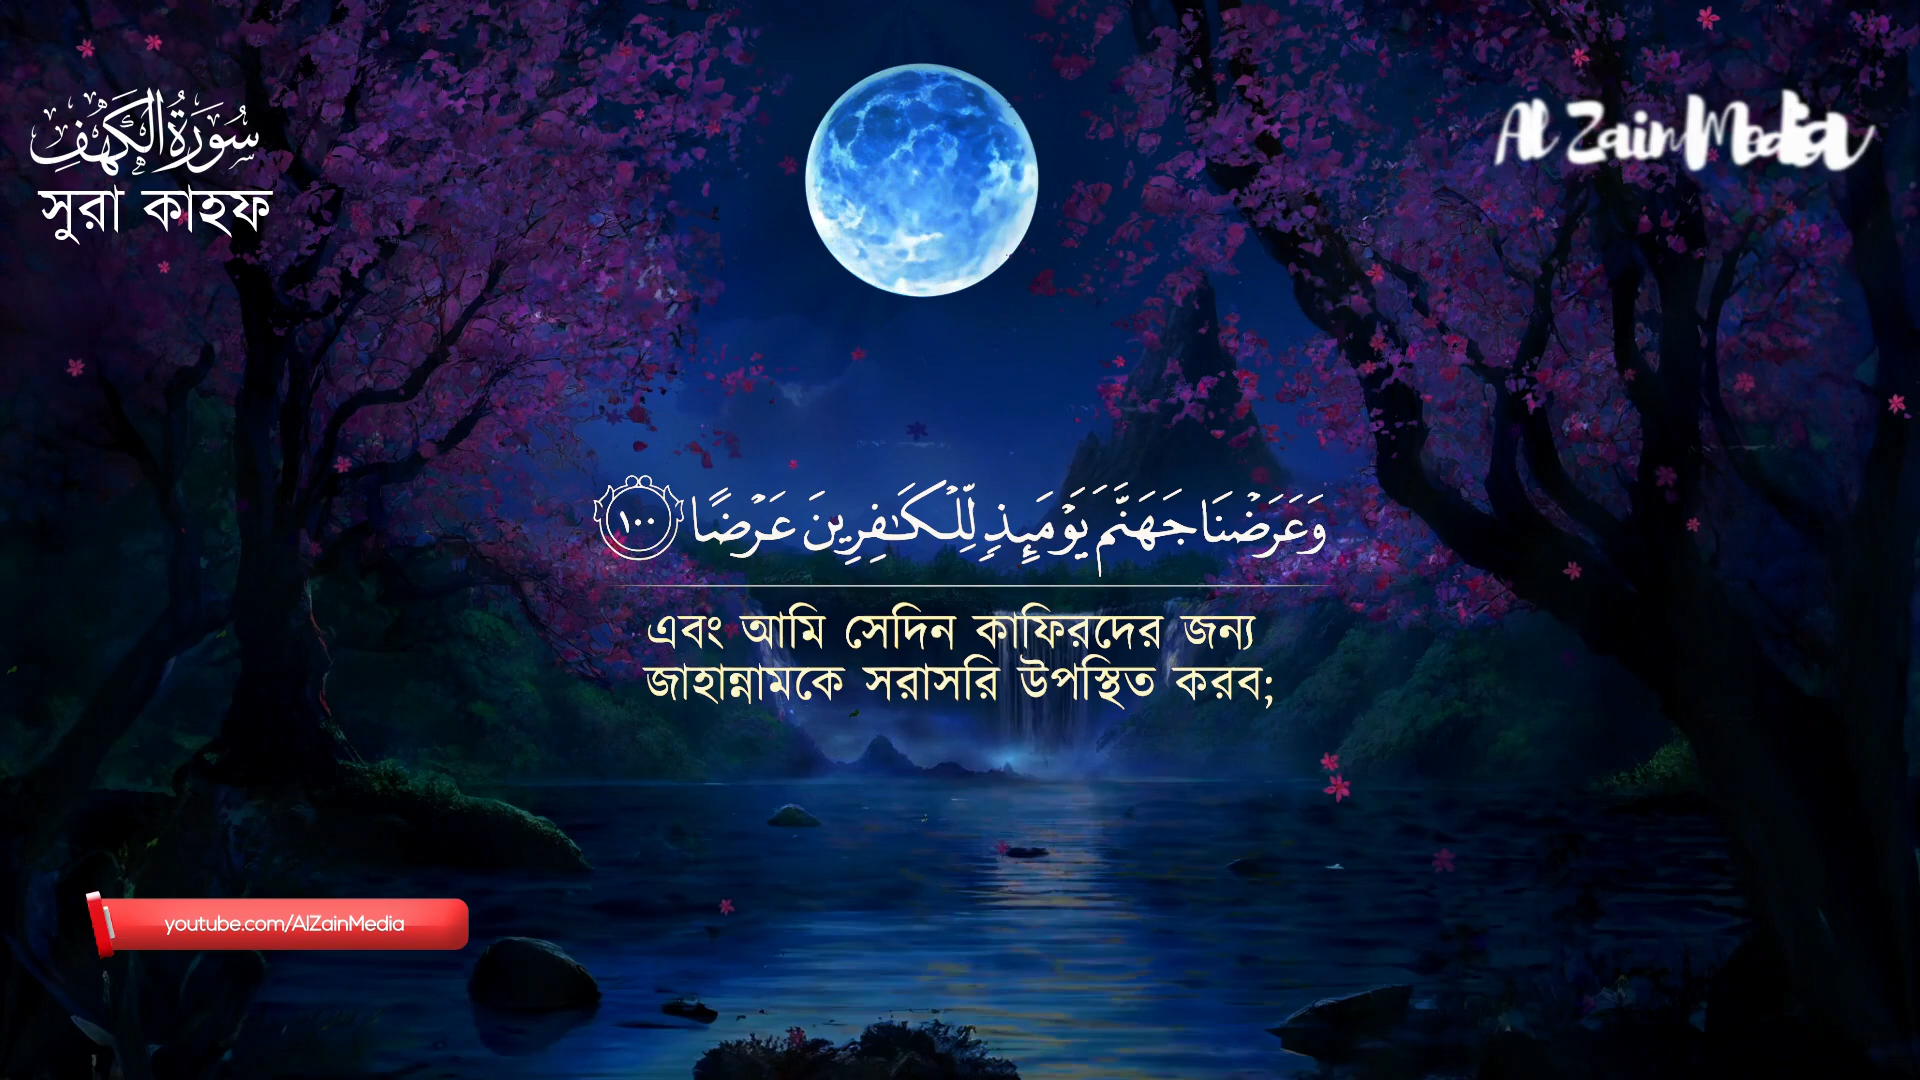 سُورَةُ الكَهْفِ
সুরা কাহফ
Al Zain Media
وَعَرَضْنَا جَهَنَّمَ يَوْمَئِذٍ لِّلْكَـٰفِرِينَ عَرْضًا ١٠٠
এবং আমি সেদিন কাফিরদের জন্য
জাহান্নামকে সরাসরি উপস্থিত করব;
youtube.com/AlZainMedia